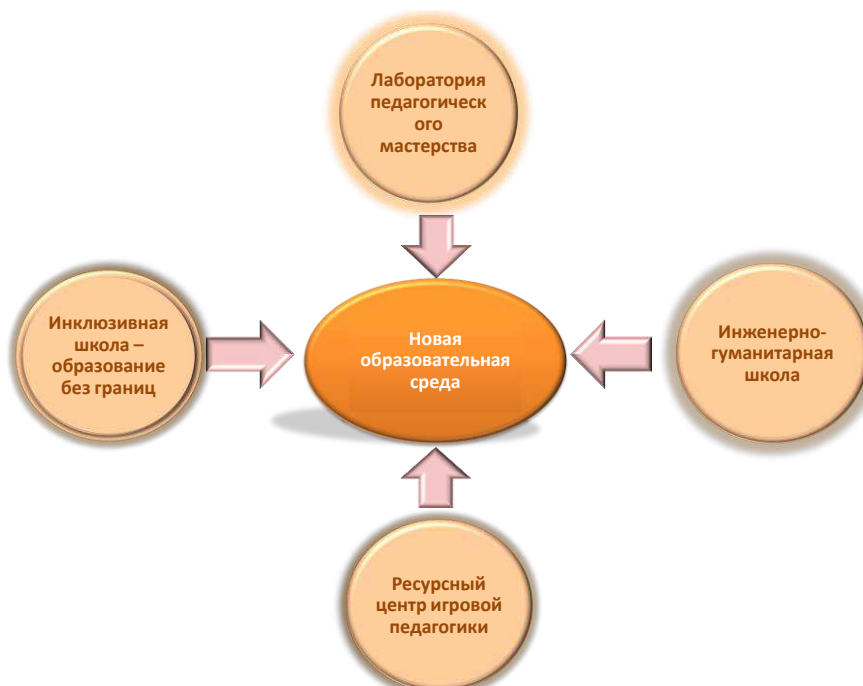 Лаборатория
педагогическ
ого
мастерства
Инклюзивная
школа –
образование
без границ
Новая
образовательная
среда
Инженерно-
гуманитарная
школа
Ресурсный
центр игровой
педагогики